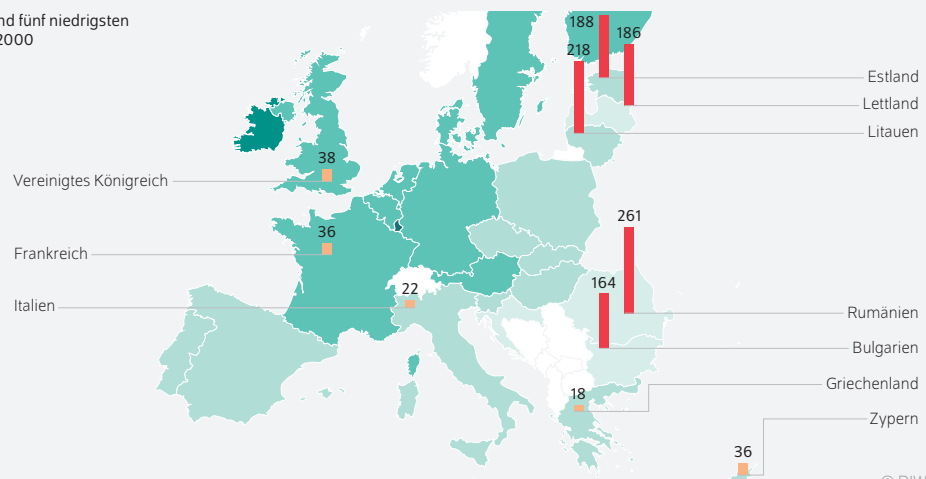 nd fünf niedrigsten
2000
188
186
218
Estland
Lettland
Litauen
38
Vereinigtes Königreich
261
36
Frankreich
164
22
Italien
Rumänien
Bulgarien
18
Griechenland
Zypern
36
© DIW